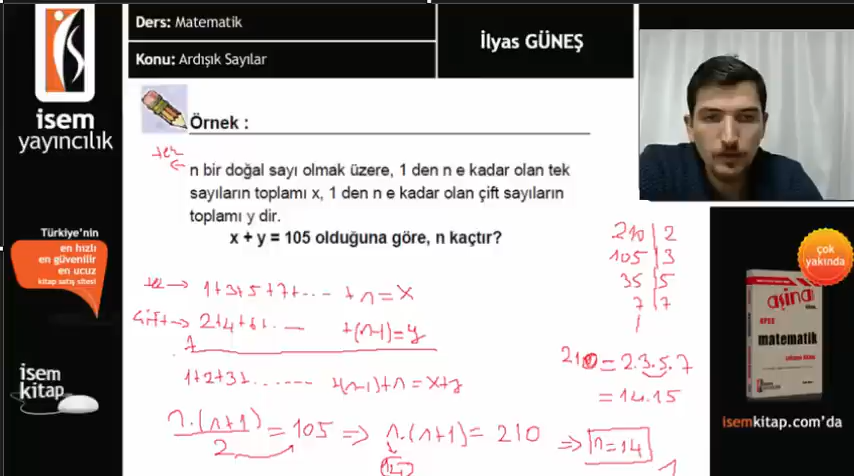 Ders: Matematik
Konu: Ardışık Sayılar
İlyas GÜNEŞ
isem
yayıncılık
Örnek :
tek
n bir doğal sayı olmak üzere, 1 den n e kadar olan tek
sayıların toplamı x, 1 den n e kadar olan çift sayıların
toplamı y dir.
x + y = 105 olduğuna göre, n kaçtır?
Türkiye'nin
en hızlı
en güvenilir
en ucuz
kitap satış sitesi
isem
kitap
tek → 1+3+5+7+... +n=x
çift → 2+4+6+... +(n-1)=y
+
1+2+3+....... +(n-1)+n=x+y
n.(n+1)/2 = 105 ⇒ n.(n+1)= 210 ⇒ n=14
14
210 | 2
105 | 3
35 | 5
7 | 7
1
210 = 2.3.5.7
= 14.15
çok
yakında
aşina
KPSS
matematik
isemkitap.com'da